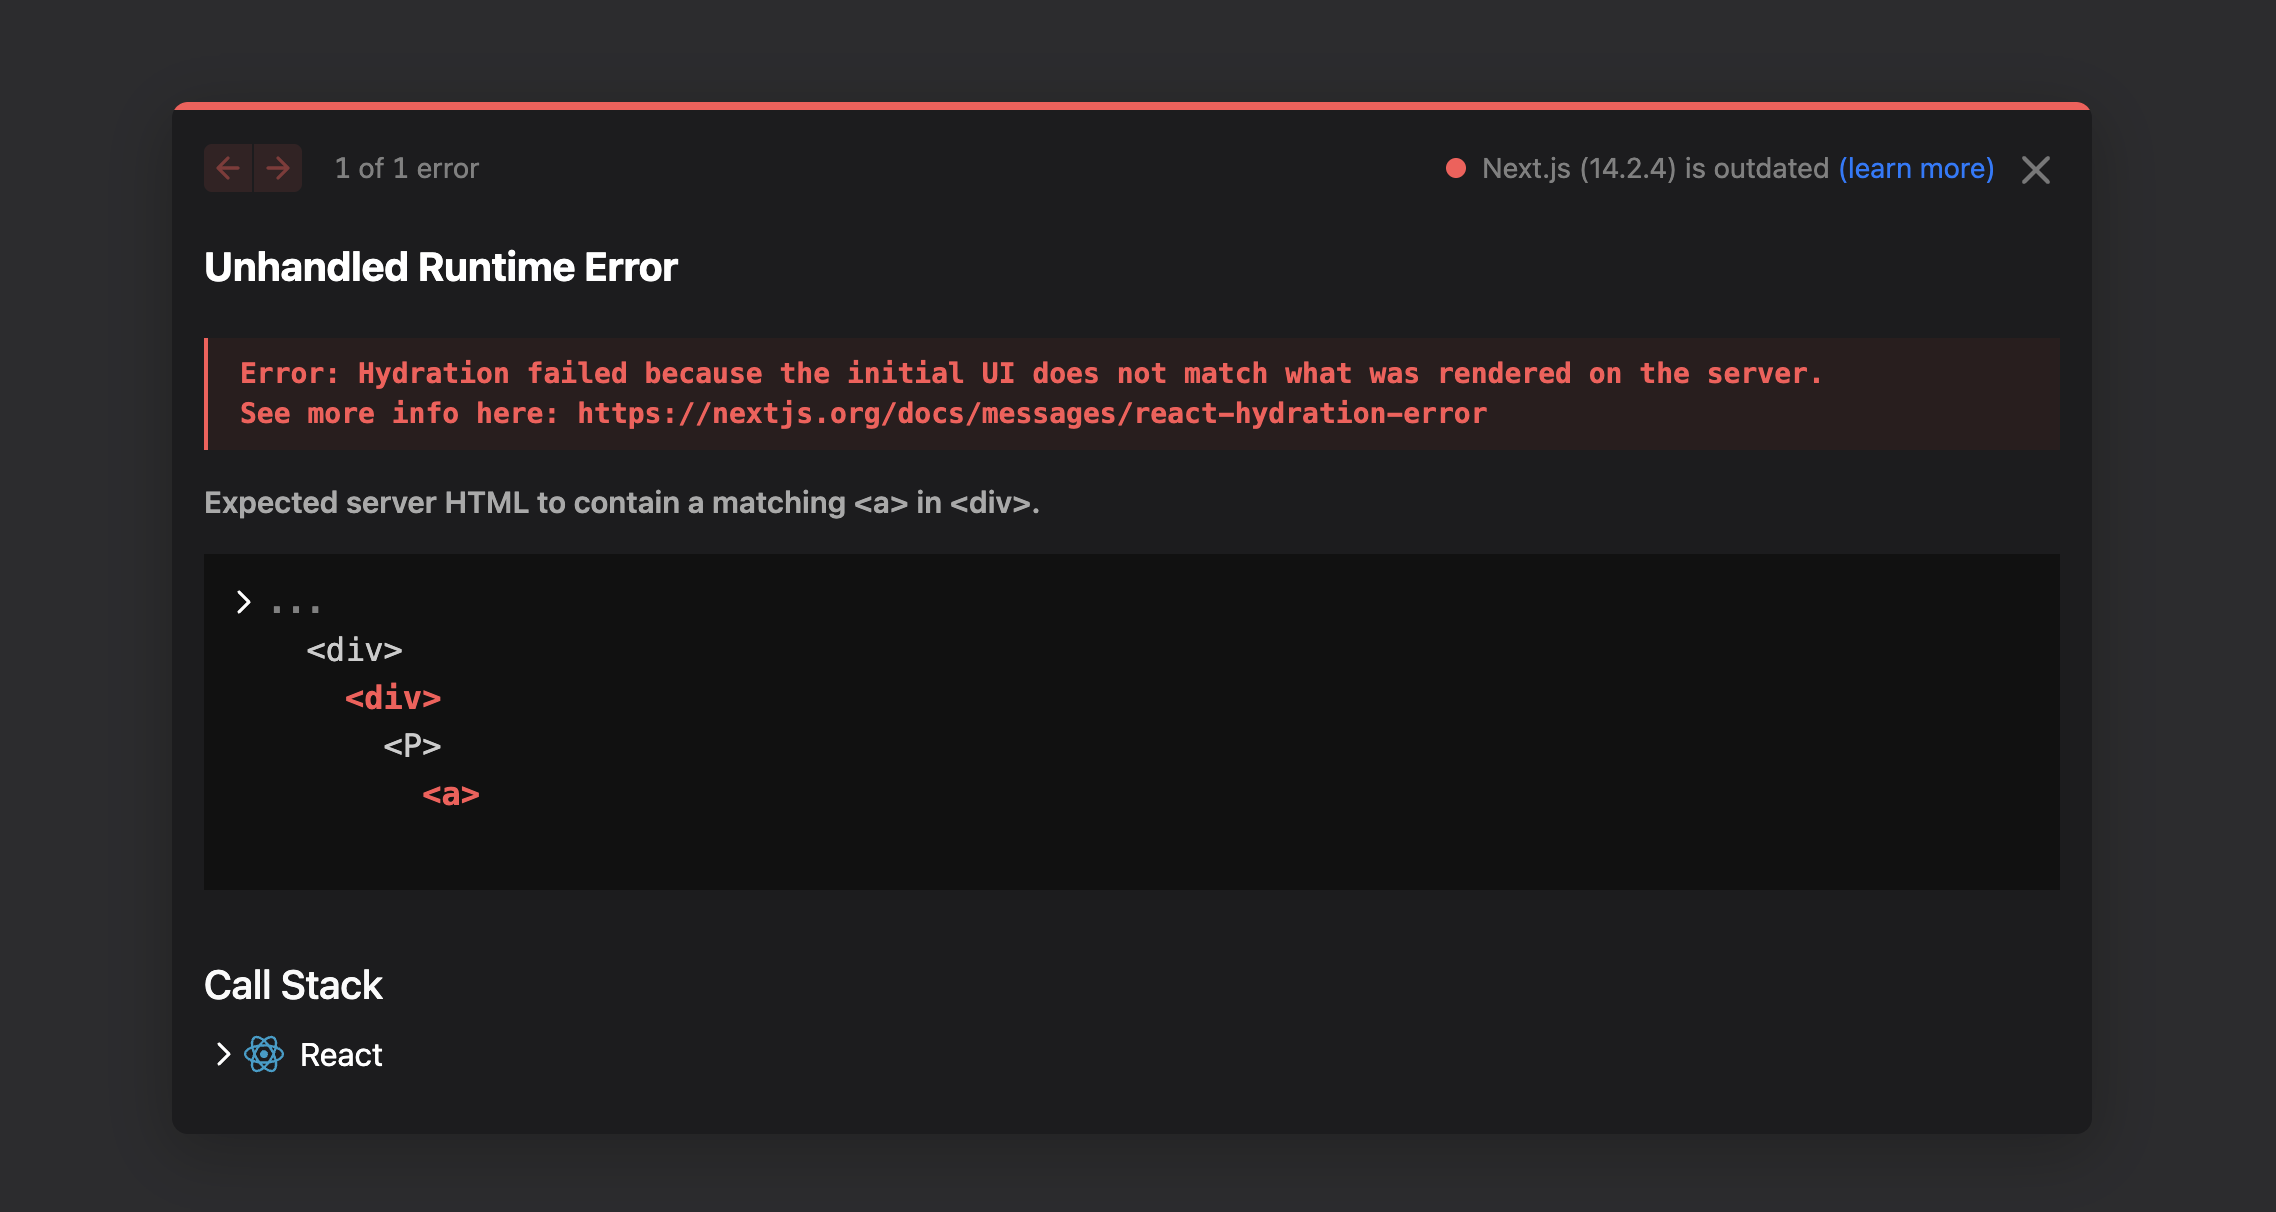 1 of 1 error
Next.js (14.2.4) is outdated (learn more)
Unhandled Runtime Error
Error: Hydration failed because the initial UI does not match what was rendered on the server.
See more info here: https://nextjs.org/docs/messages/react-hydration-error
Expected server HTML to contain a matching <a> in <div>.
...
<div>
<div>
<P>
<a>
Call Stack
React